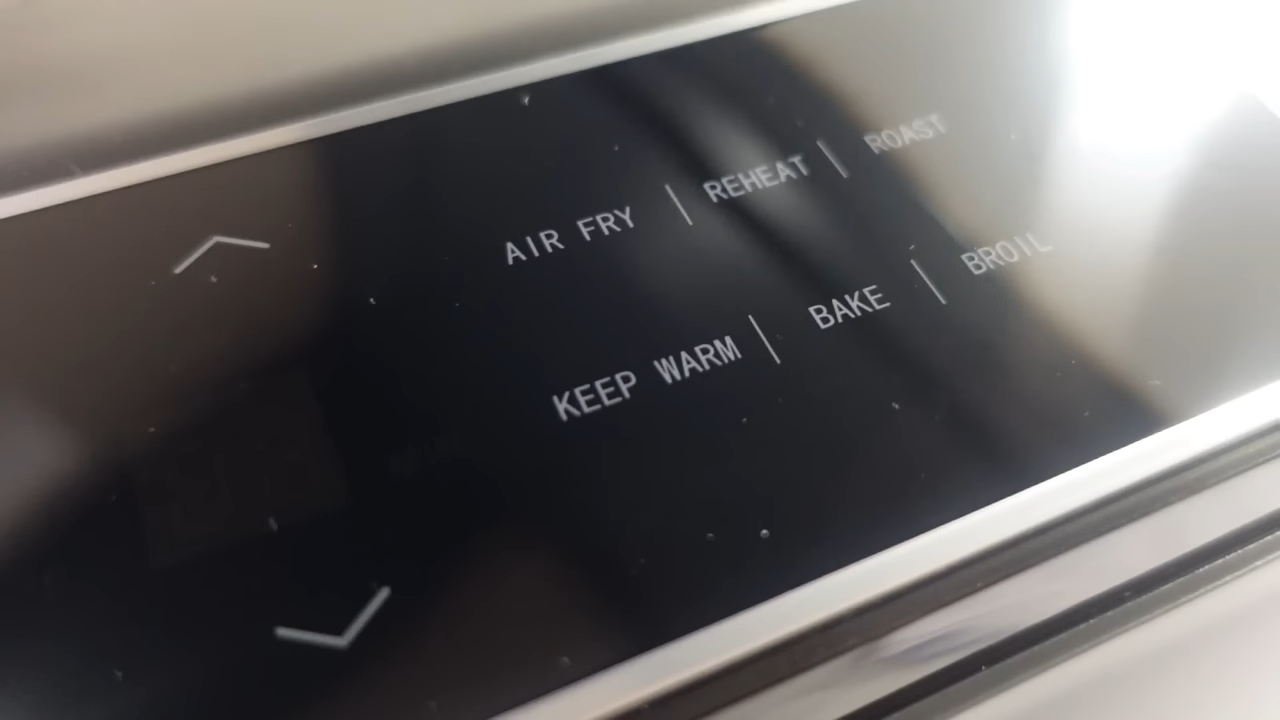 AIR FRY | REHEAT | ROAST
KEEP WARM | BAKE | BROIL